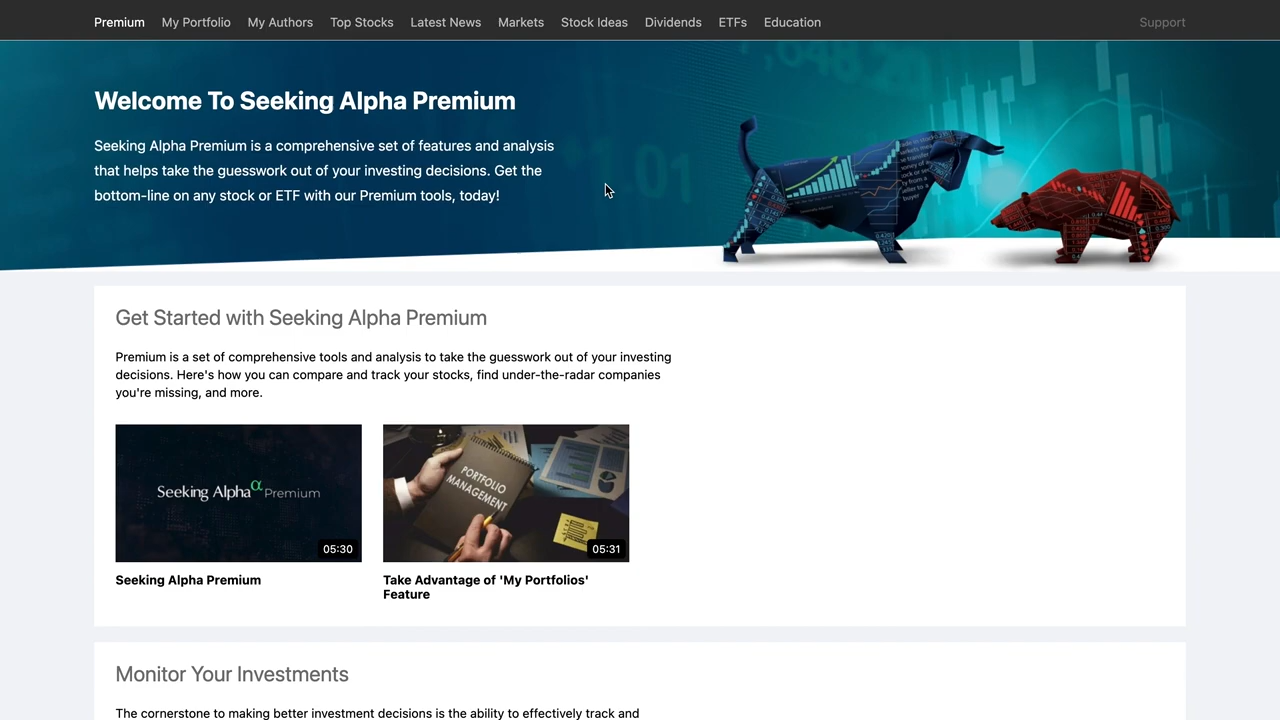 Premium My Portfolio My Authors Top Stocks Latest News Markets Stock Ideas Dividends ETFs Education Support
Welcome To Seeking Alpha Premium
Seeking Alpha Premium is a comprehensive set of features and analysis
that helps take the guesswork out of your investing decisions. Get the
bottom-line on any stock or ETF with our Premium tools, today!
Get Started with Seeking Alpha Premium
Premium is a set of comprehensive tools and analysis to take the guesswork out of your investing
decisions. Here's how you can compare and track your stocks, find under-the-radar companies
you're missing, and more.
Seeking Alpha α Premium
05:30
PORTFOLIO
MANAGEMENT
05:31
Seeking Alpha Premium
Take Advantage of 'My Portfolios'
Feature
Monitor Your Investments
The cornerstone to making better investment decisions is the ability to effectively track and